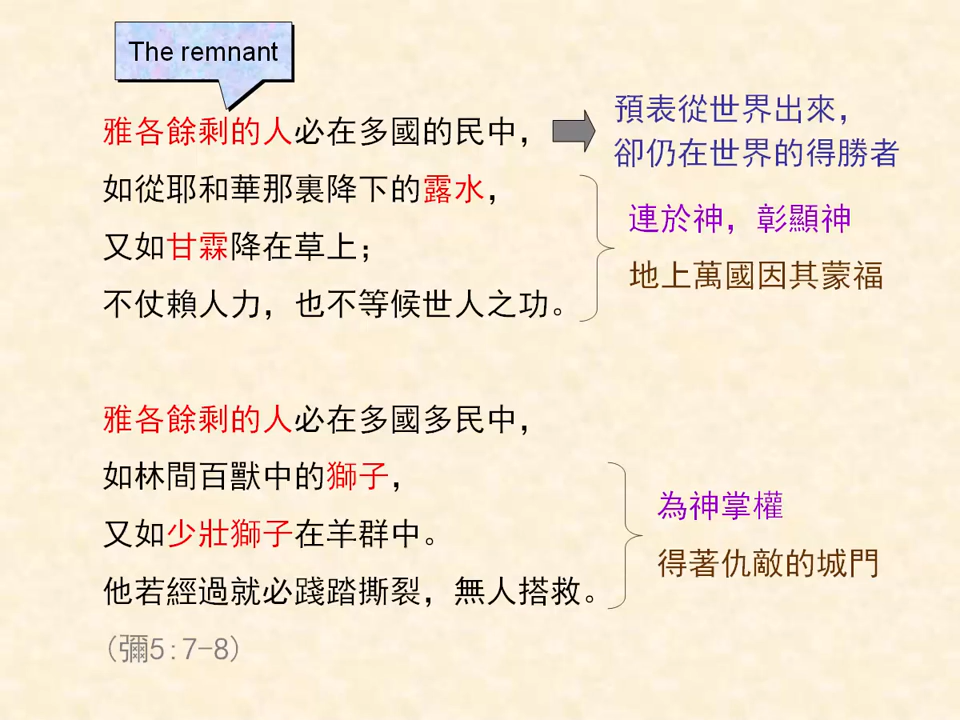 The remnant
雅各餘剩的人必在多國的民中，
預表從世界出來，
卻仍在世界的得勝者
如從耶和華那裏降下的露水，
又如甘霖降在草上；
不仗賴人力，也不等候世人之功。
連於神，彰顯神
地上萬國因其蒙福
雅各餘剩的人必在多國多民中，
如林間百獸中的獅子，
又如少壯獅子在羊群中。
他若經過就必踐踏撕裂，無人搭救。
為神掌權
得著仇敵的城門
(彌5:7-8)